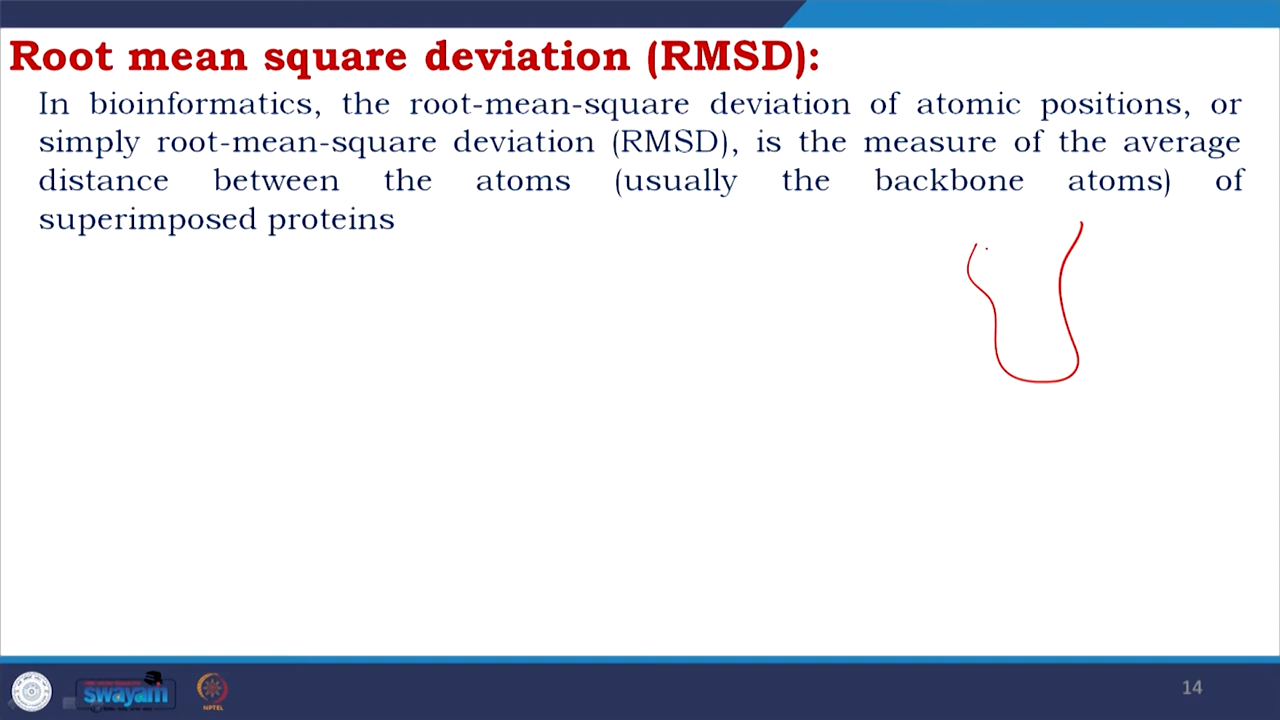 Root mean square deviation (RMSD):
In bioinformatics, the root-mean-square deviation of atomic positions, or
simply root-mean-square deviation (RMSD), is the measure of the average
distance between the atoms (usually the backbone atoms) of
superimposed proteins
swayam
NPTEL
14